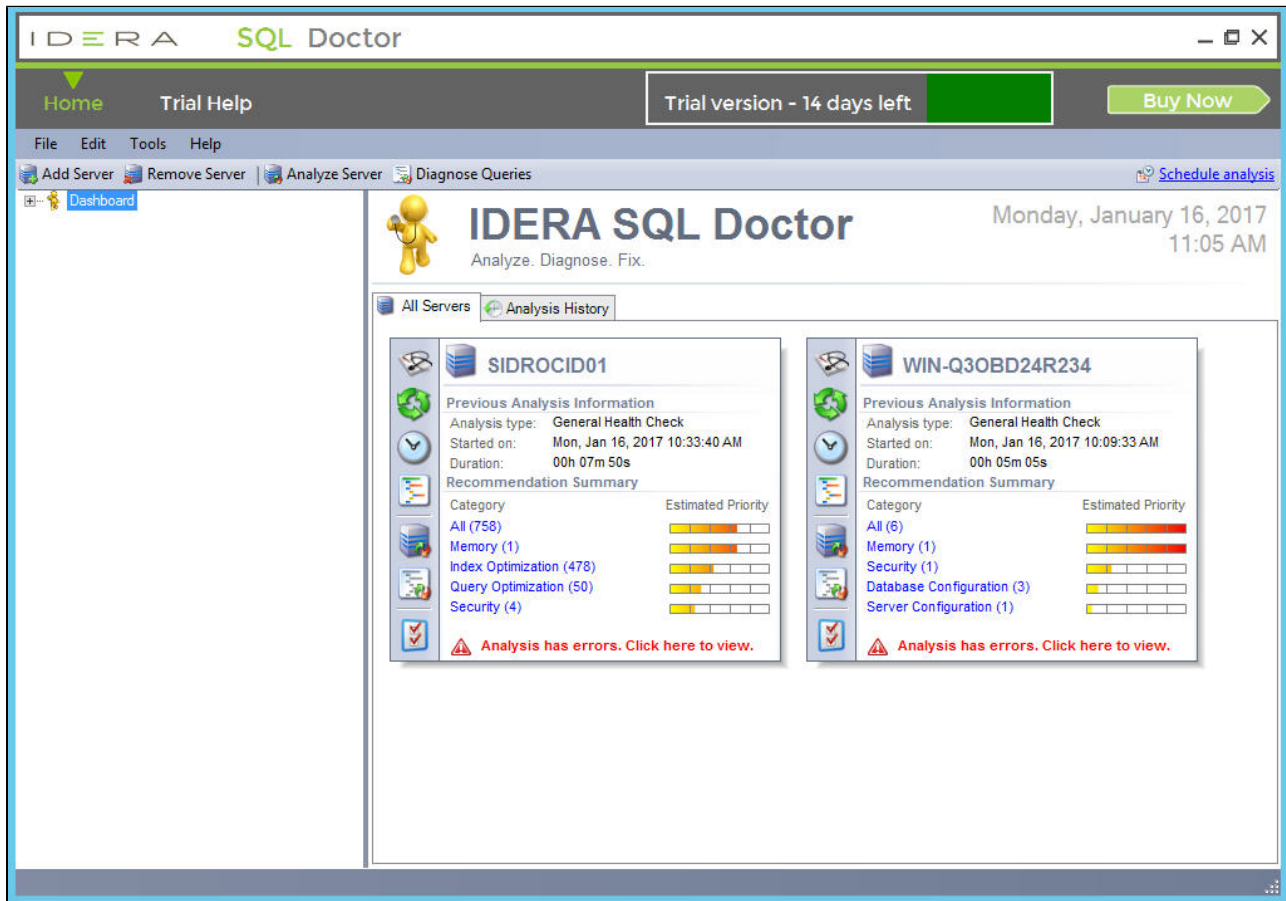 IDERA SQL Doctor
Home Trial Help Trial version - 14 days left Buy Now
File Edit Tools Help
Add Server Remove Server Analyze Server Diagnose Queries Schedule analysis
Dashboard
IDERA SQL Doctor
Analyze. Diagnose. Fix.
Monday, January 16, 2017
11:05 AM
All Servers Analysis History
SIDROCID01
Previous Analysis Information
Analysis type: General Health Check
Started on: Mon, Jan 16, 2017 10:33:40 AM
Duration: 00h 07m 50s
Recommendation Summary
Category Estimated Priority
All (758)
Memory (1)
Index Optimization (478)
Query Optimization (50)
Security (4)
Analysis has errors. Click here to view.
WIN-Q3OBD24R234
Previous Analysis Information
Analysis type: General Health Check
Started on: Mon, Jan 16, 2017 10:09:33 AM
Duration: 00h 05m 05s
Recommendation Summary
Category Estimated Priority
All (6)
Memory (1)
Security (1)
Database Configuration (3)
Server Configuration (1)
Analysis has errors. Click here to view.